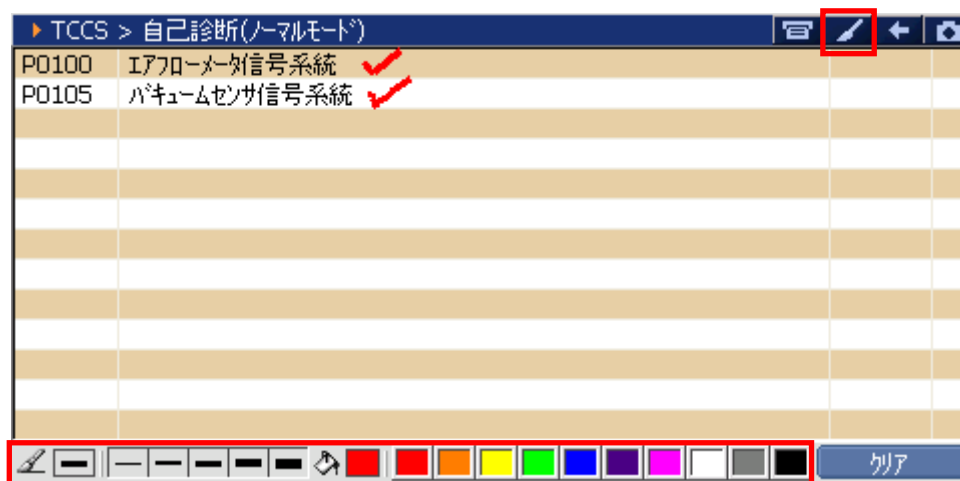 TCCS > 自己診断(ﾉｰﾏﾙﾓｰﾄﾞ)
P0100 ｴｱﾌﾛｰﾒｰﾀ信号系統
P0105 ﾊﾞｷｭｰﾑｾﾝｻ信号系統
ｸﾘｱ